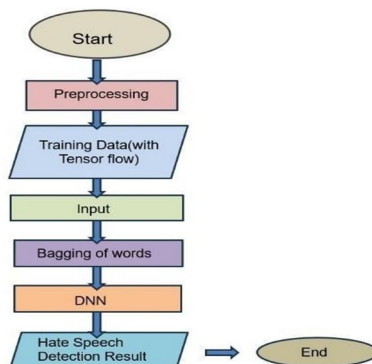 Start
Preprocessing
Training Data(with
Tensor flow)
Input
Bagging of words
DNN
Hate Speech
Detection Result
End